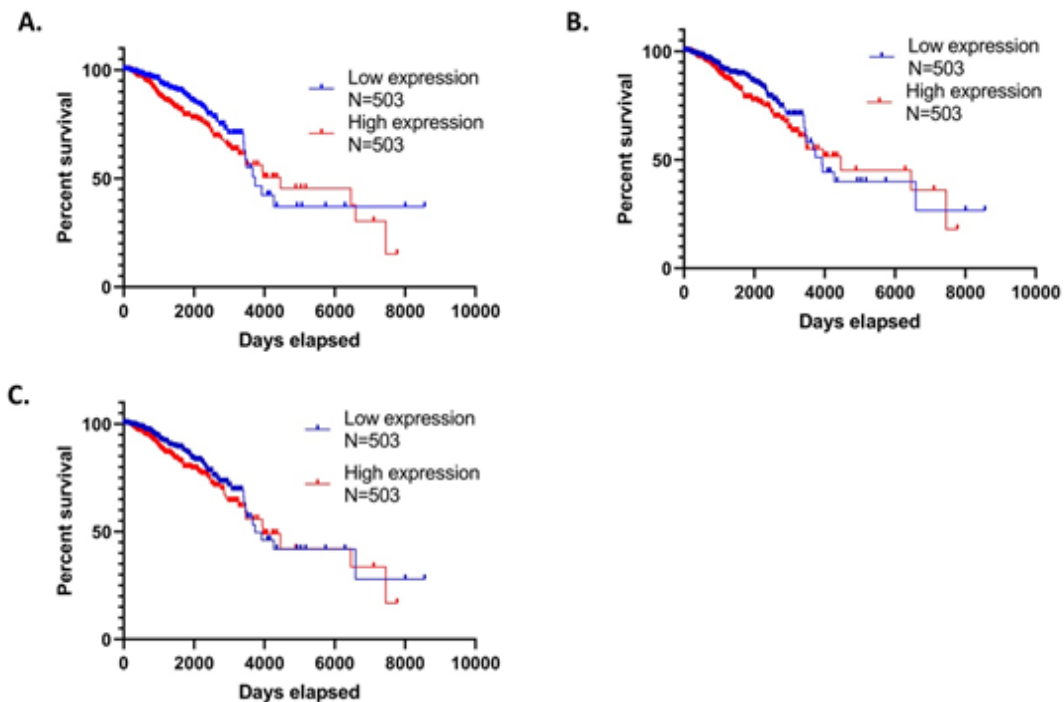 A.
Percent survival
100
50
0
0 2000 4000 6000 8000 10000
Days elapsed
Low expression
N=503
High expression
N=503
B.
Percent survival
100
50
0
0 2000 4000 6000 8000 10000
Days elapsed
Low expression
N=503
High expression
N=503
C.
Percent survival
100
50
0
0 2000 4000 6000 8000 10000
Days elapsed
Low expression
N=503
High expression
N=503